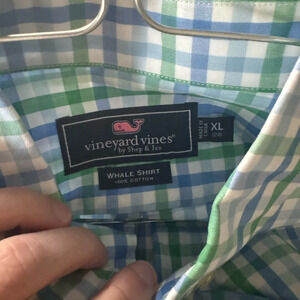 vineyard vines®
by Shep & Ian
XL
WHALE SHIRT
100% COTTON